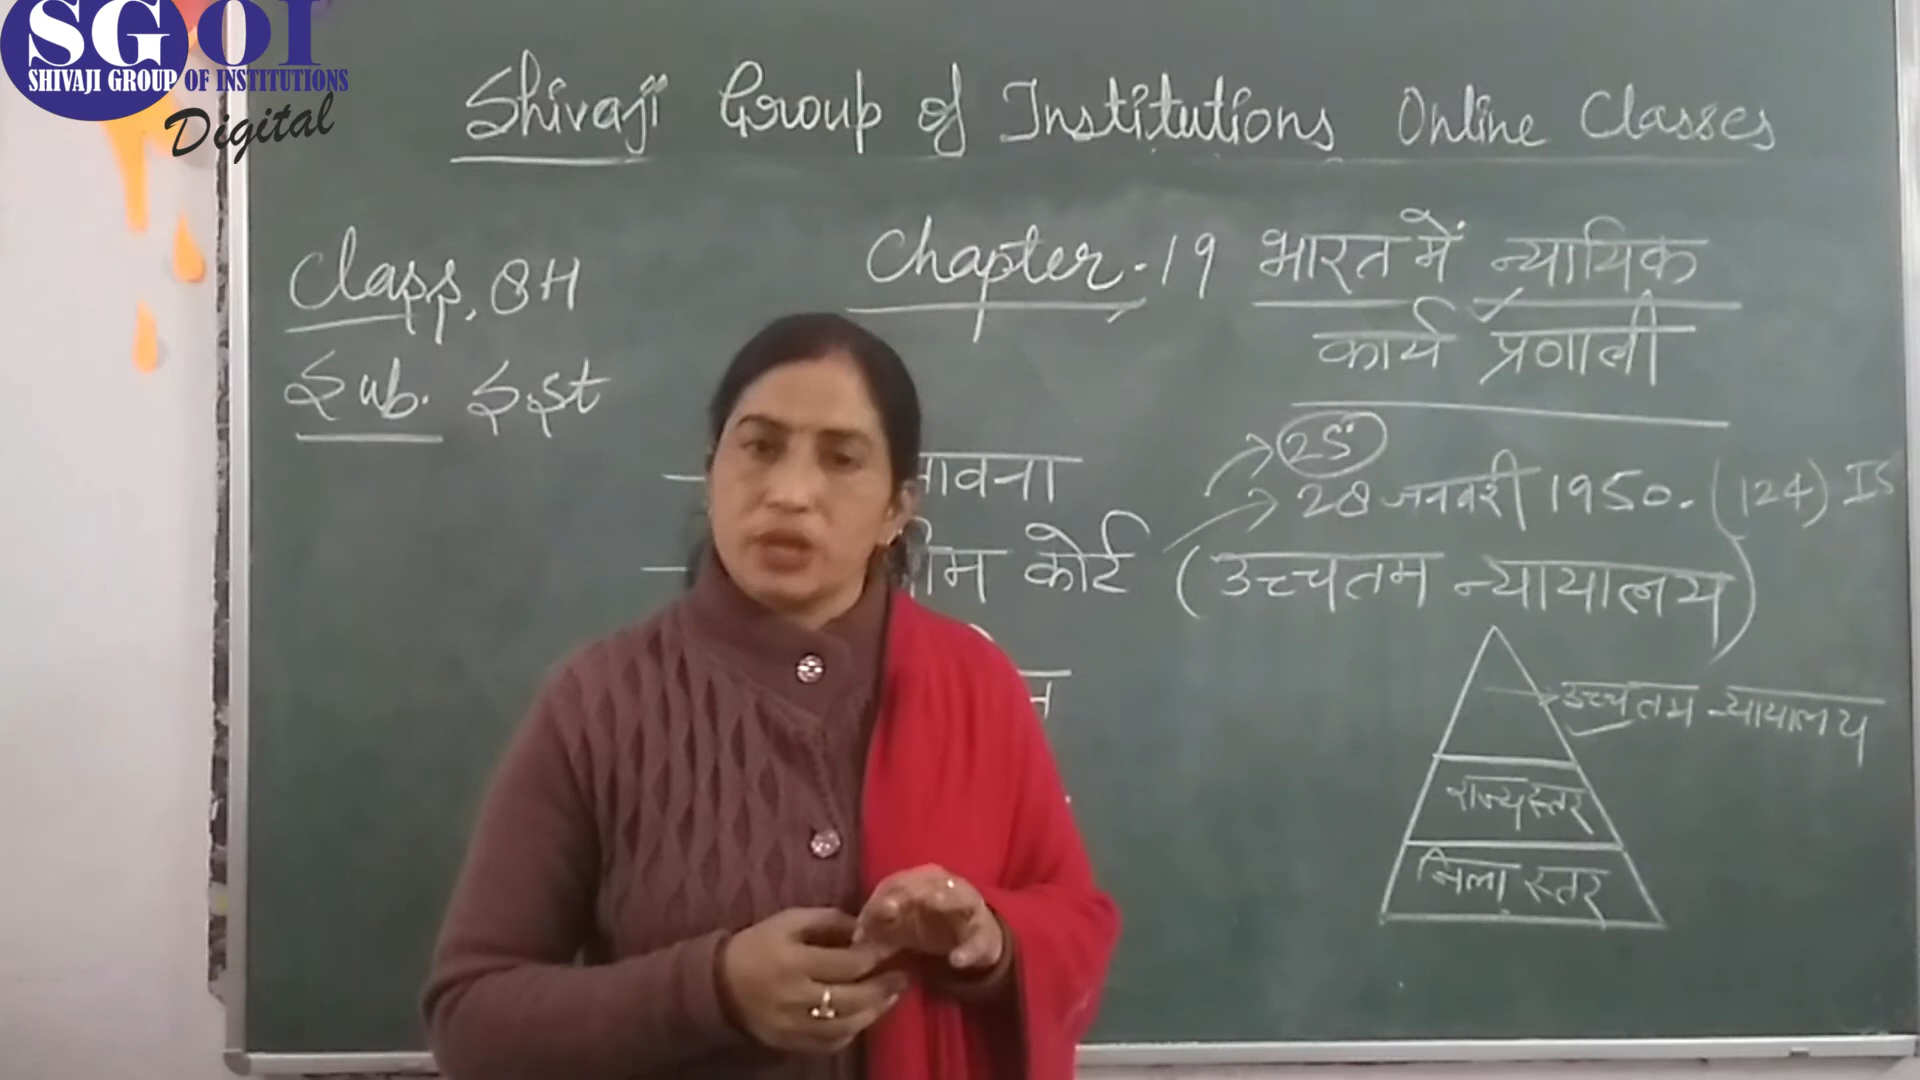 SGOI
SHIVAJI GROUP OF INSTITUTIONS
Digital
Shivaji Group of Institutions Online Classes
Class. 8H
Sub. S.St
Chapter-19 भारत में न्यायिक
कार्य प्रणाली
25
28 जनवरी 1950. (124)
कोर्ट (उच्चतम न्यायालय)
उच्चतम न्यायालय
राज्य स्तर
जिला स्तर